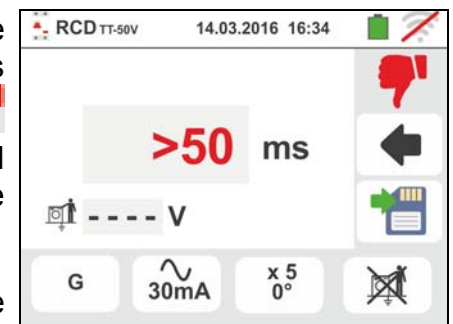 e
s
l
e
e
RCD TT-50V 14.03.2016 16:34
>50 ms
- - - - V
G
30mA
x 5
0°